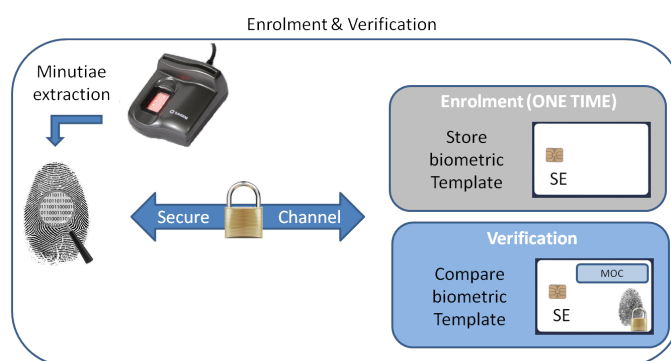 Enrolment & Verification
Minutiae
extraction
Secure
Channel
Enrolment (ONE TIME)
Store
biometric
Template
SE
Verification
Compare
biometric
Template
MOC
SE